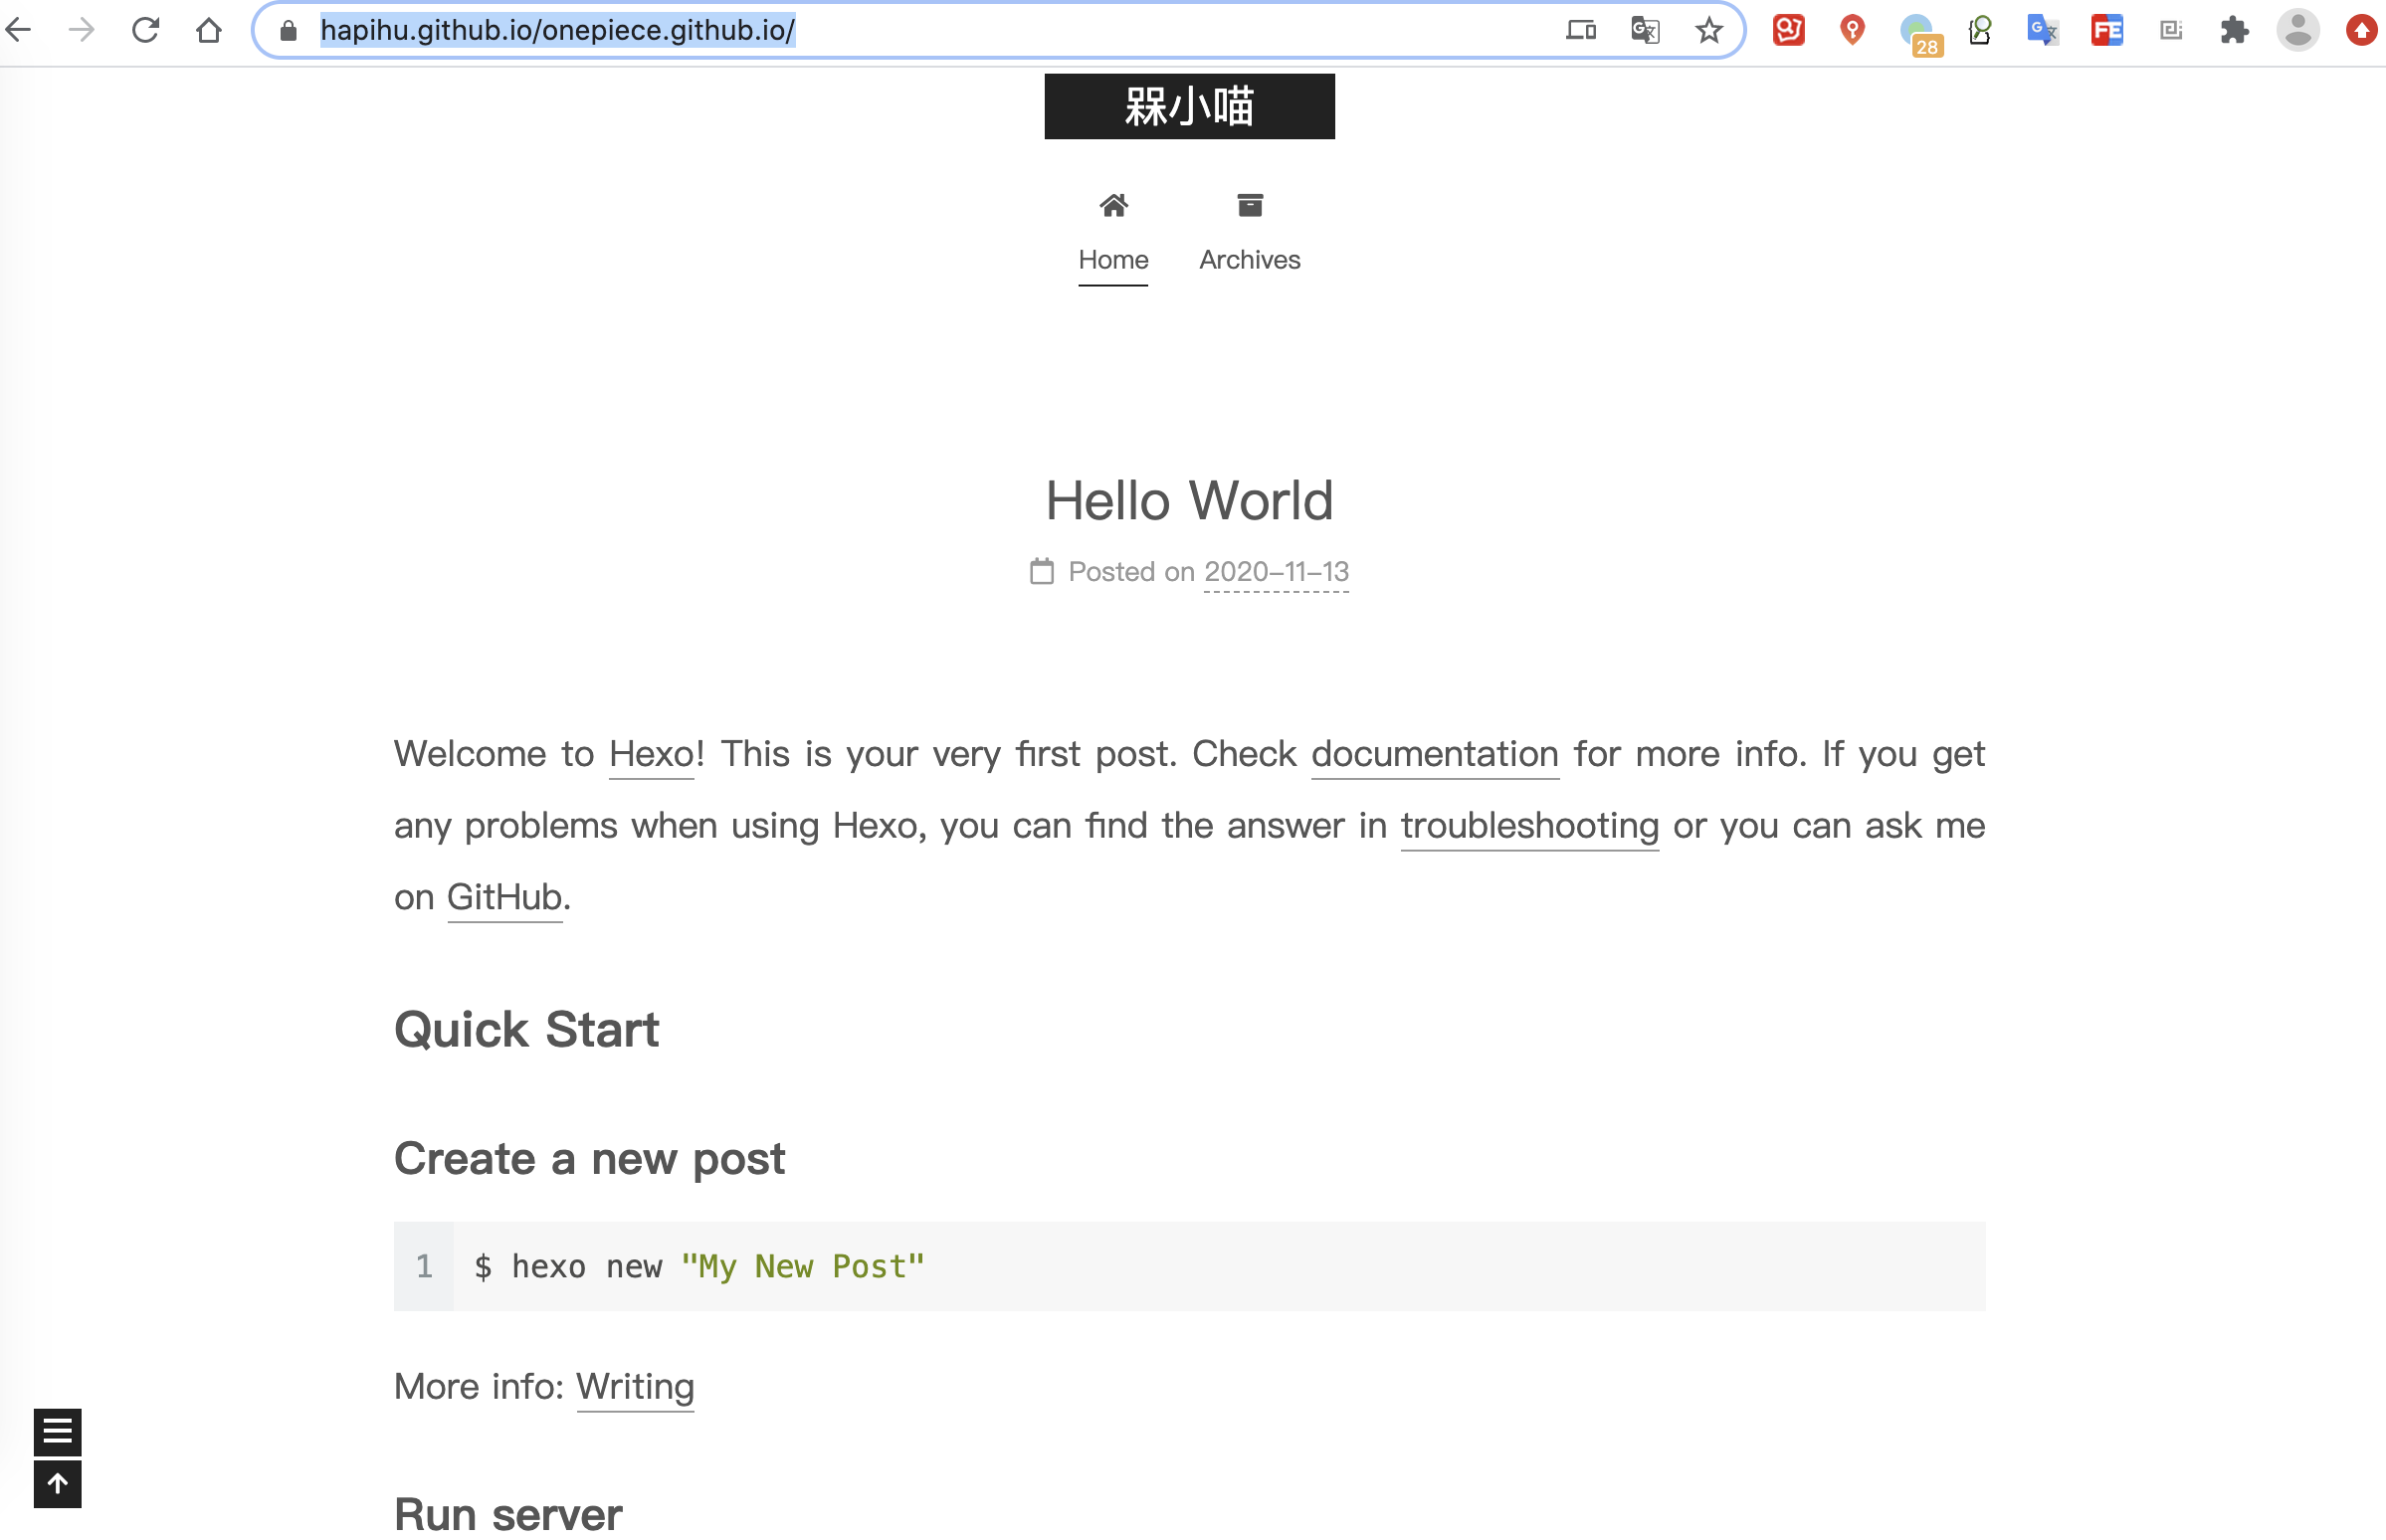 hapihu.github.io/onepiece.github.io/
28
FE
槑小喵
Home Archives
Hello World
Posted on 2020-11-13
Welcome to Hexo! This is your very first post. Check documentation for more info. If you get
any problems when using Hexo, you can find the answer in troubleshooting or you can ask me
on GitHub.
Quick Start
Create a new post
1 $ hexo new "My New Post"
More info: Writing
Run server